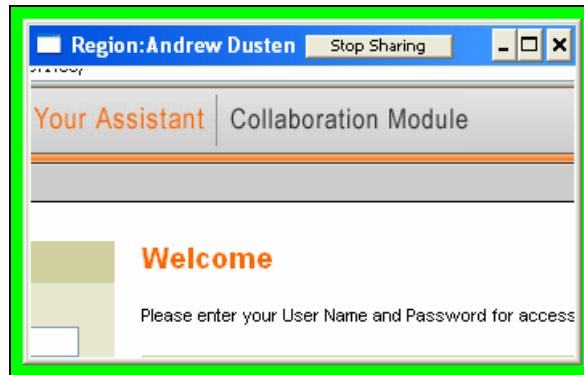 Region:Andrew Dusten Stop Sharing
Your Assistant Collaboration Module
Welcome
Please enter your User Name and Password for access